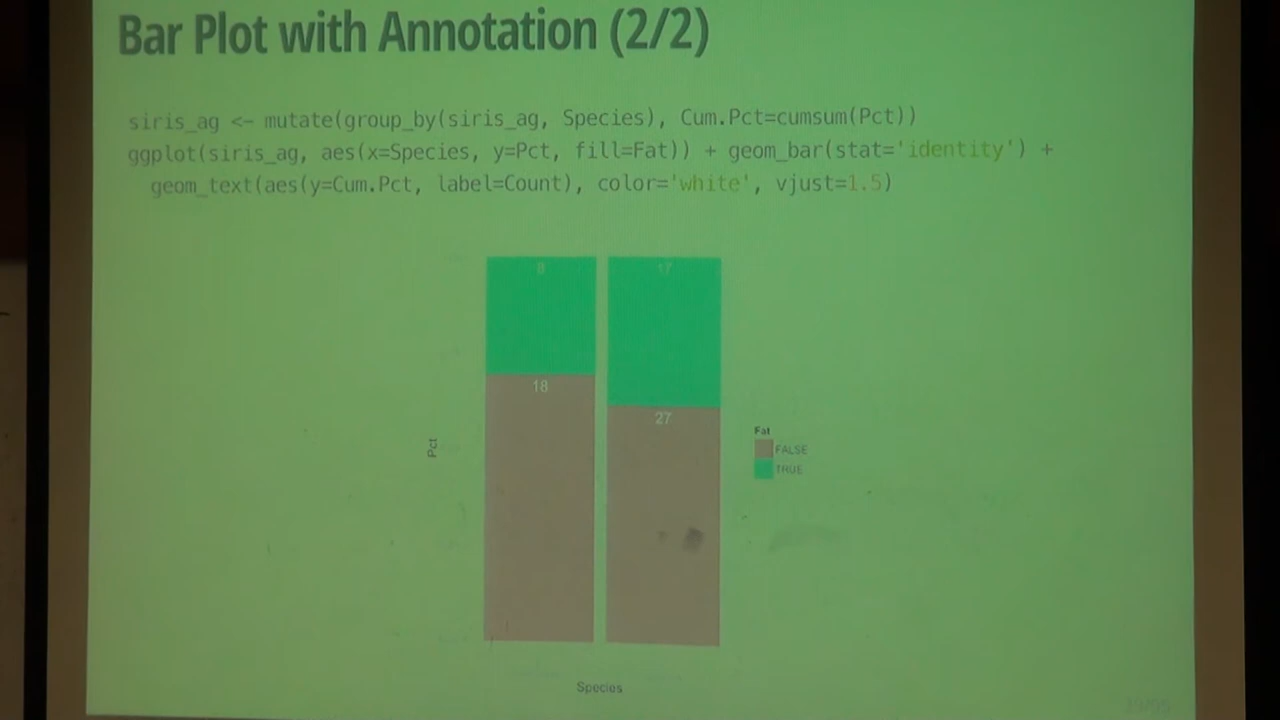 Bar Plot with Annotation (2/2)
siris_ag <- mutate(group_by(siris_ag, Species), Cum.Pct=cumsum(Pct))
ggplot(siris_ag, aes(x=Species, y=Pct, fill=Fat)) + geom_bar(stat='identity') +
geom_text(aes(y=Cum.Pct, label=Count), color='white', vjust=1.5)
17
18
27
Pct
Fat
FALSE
TRUE
Species